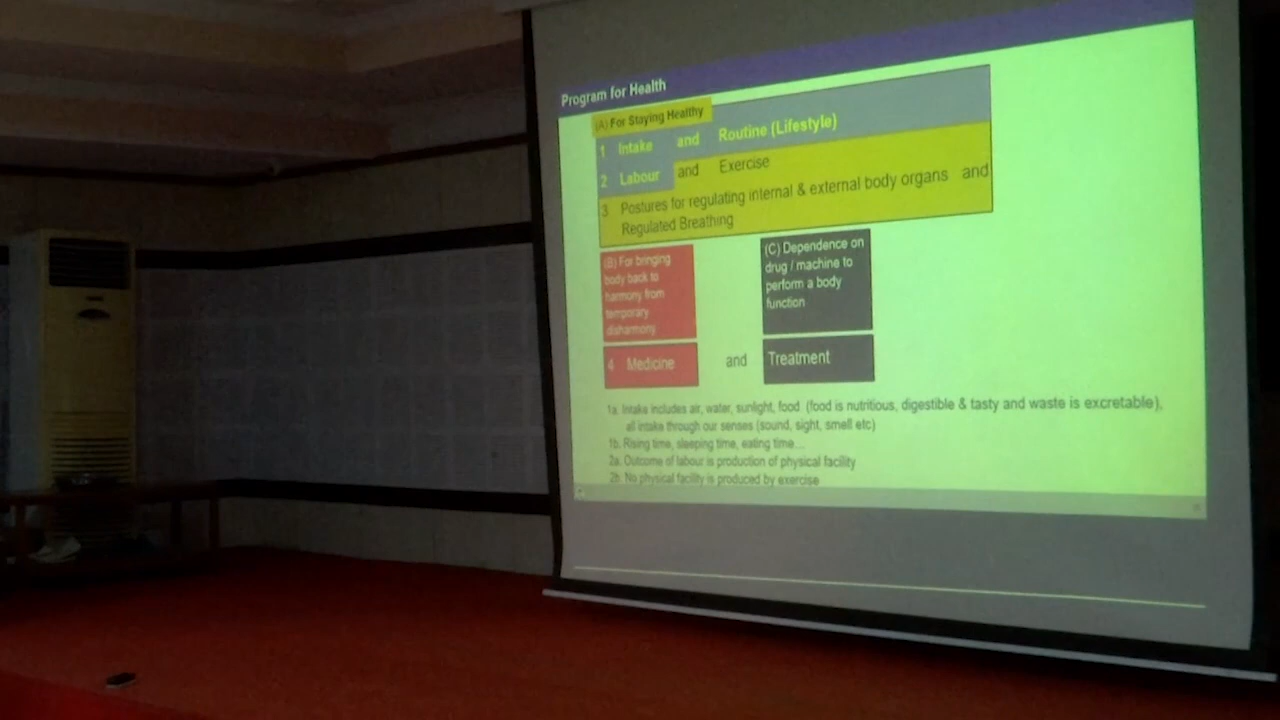 Program for Health
(A) For Staying Healthy
1 Intake and Routine (Lifestyle)
2 Labour and Exercise
3 Postures for regulating internal & external body organs and
Regulated Breathing
(B) For bringing
body back to
harmony from
temporary
disharmony
(C) Dependence on
drug / machine to
perform a body
function
4 Medicine and Treatment
1a. Intake includes air, water, sunlight, food (food is nutritious, digestible & tasty and waste is excretable),
all intake through our senses (sound, sight, smell etc)
1b. Rising time, sleeping time, eating time...
2a. Outcome of labour is production of physical facility
2b. No physical facility is produced by exercise